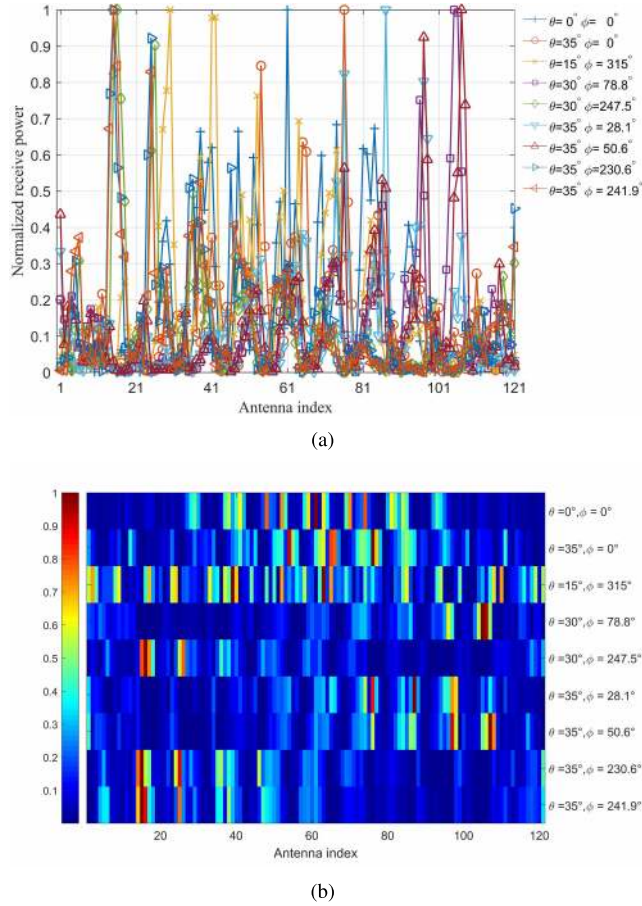 1
0.9
0.8
0.7
0.6
0.5
0.4
0.3
0.2
0.1
0
Normalized receive power
1 21 41 61 81 101 121
Antenna index
θ= 0° ϕ= 0°
θ=35° ϕ= 0°
θ=15° ϕ= 315°
θ=30° ϕ= 78.8°
θ=30° ϕ=247.5°
θ=35° ϕ= 28.1°
θ=35° ϕ= 50.6°
θ=35° ϕ=230.6°
θ=35° ϕ= 241.9°
(a)
1
0.9
0.8
0.7
0.6
0.5
0.4
0.3
0.2
0.1
θ =0°,ϕ = 0°
θ =35°,ϕ = 0°
θ =15°,ϕ = 315°
θ =30°,ϕ = 78.8°
θ =30°,ϕ = 247.5°
θ =35°,ϕ = 28.1°
θ =35°,ϕ = 50.6°
θ =35°,ϕ = 230.6°
θ =35°,ϕ = 241.9°
20 40 60 80 100 120
Antenna index
(b)